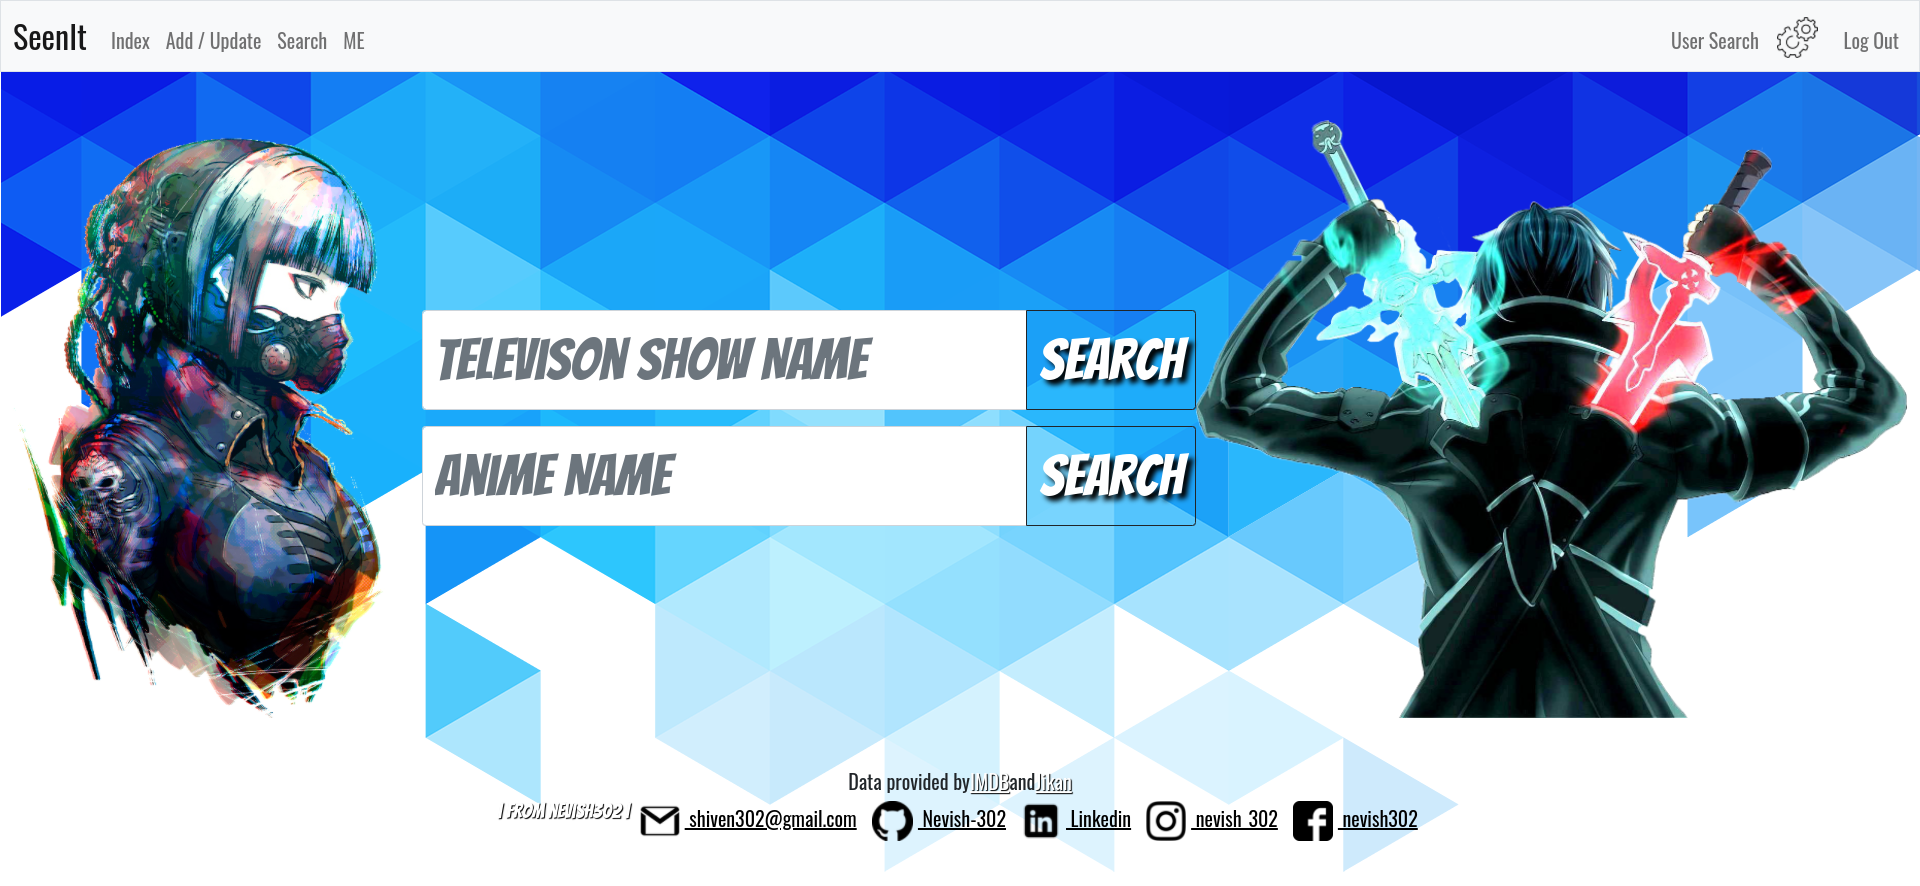 SeenIt Index Add / Update Search ME User Search Log Out
TELEVISON SHOW NAME SEARCH
ANIME NAME SEARCH
Data provided by IMDB and Jikan
| FROM NEVISH302 | shiven302@gmail.com Nevish-302 Linkedin nevish_302 nevish302